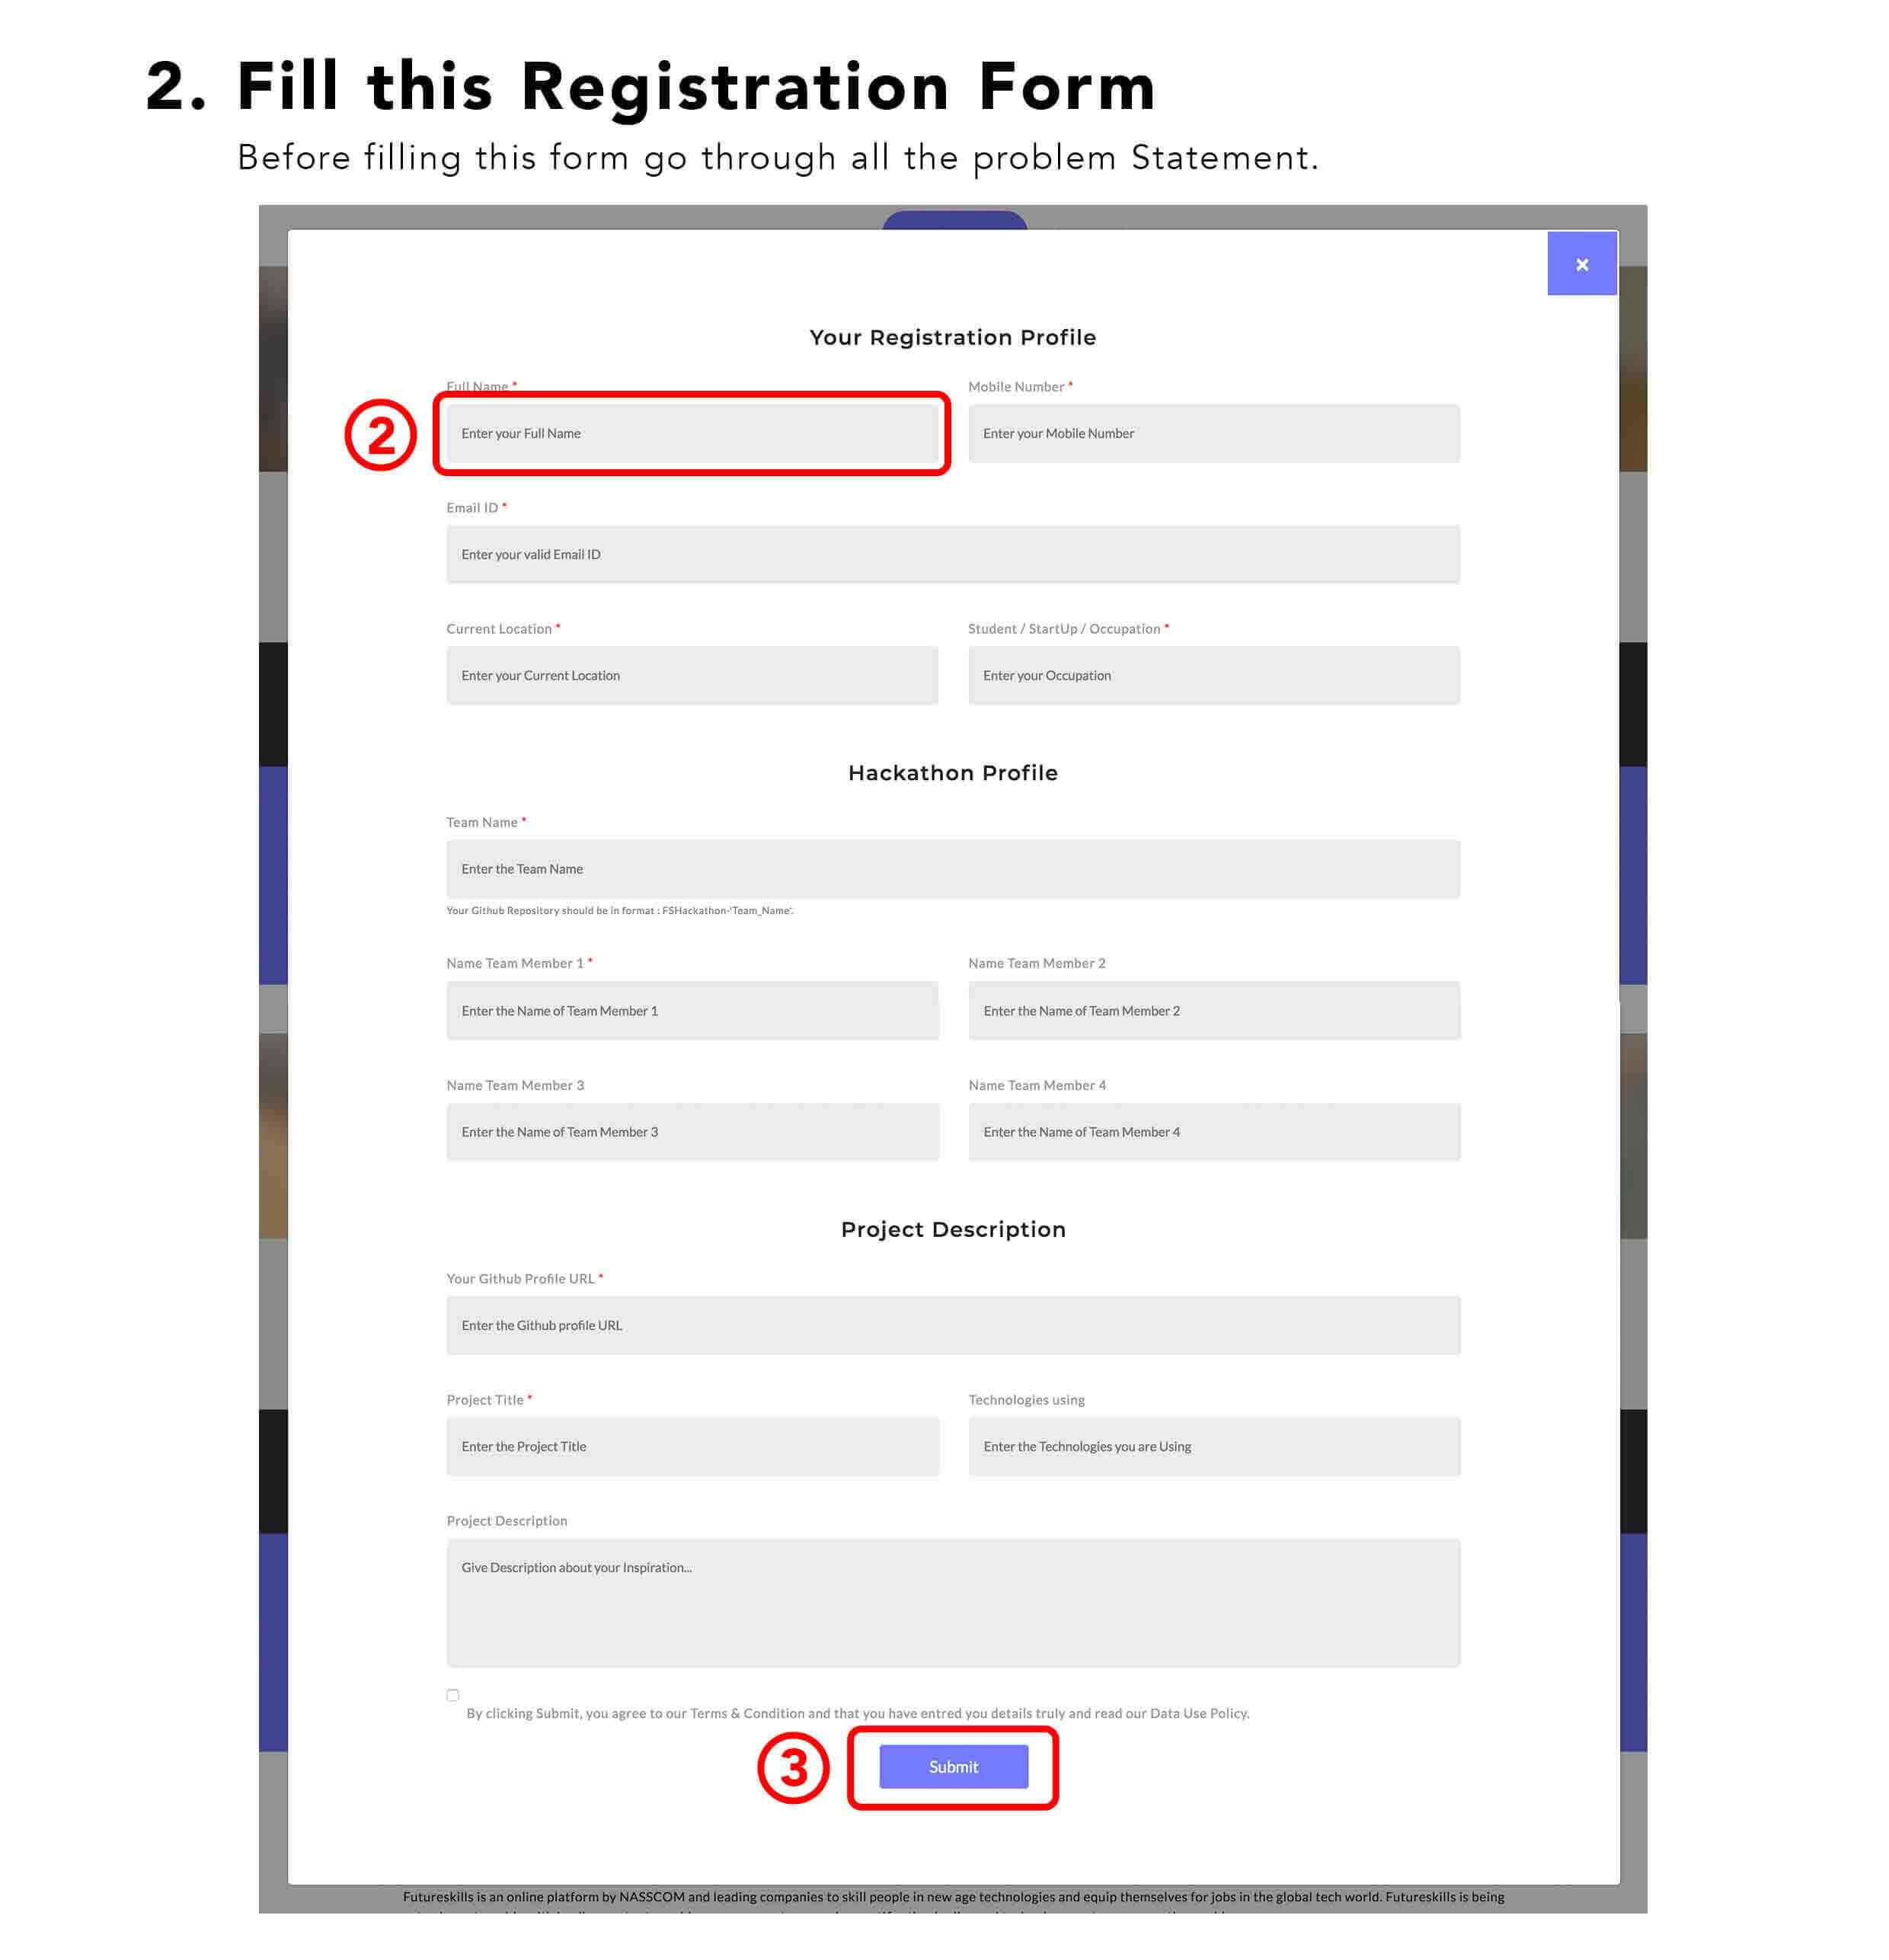 2. Fill this Registration Form
Before filling this form go through all the problem Statement.
×
Your Registration Profile
Full Name *
Mobile Number *
2
Enter your Full Name
Enter your Mobile Number
Email ID *
Enter your valid Email ID
Current Location *
Student / StartUp / Occupation *
Enter your Current Location
Enter your Occupation
Hackathon Profile
Team Name *
Enter the Team Name
Your Github Repository should be in format : FSHackathon-'Team_Name'.
Name Team Member 1 *
Name Team Member 2
Enter the Name of Team Member 1
Enter the Name of Team Member 2
Name Team Member 3
Name Team Member 4
Enter the Name of Team Member 3
Enter the Name of Team Member 4
Project Description
Your Github Profile URL *
Enter the Github profile URL
Project Title *
Technologies using
Enter the Project Title
Enter the Technologies you are Using
Project Description
Give Description about your Inspiration...
By clicking Submit, you agree to our Terms & Condition and that you have entred you details truly and read our Data Use Policy.
3
Submit
Futureskills is an online platform by NASSCOM and leading companies to skill people in new age technologies and equip themselves for jobs in the global tech world. Futureskills is being